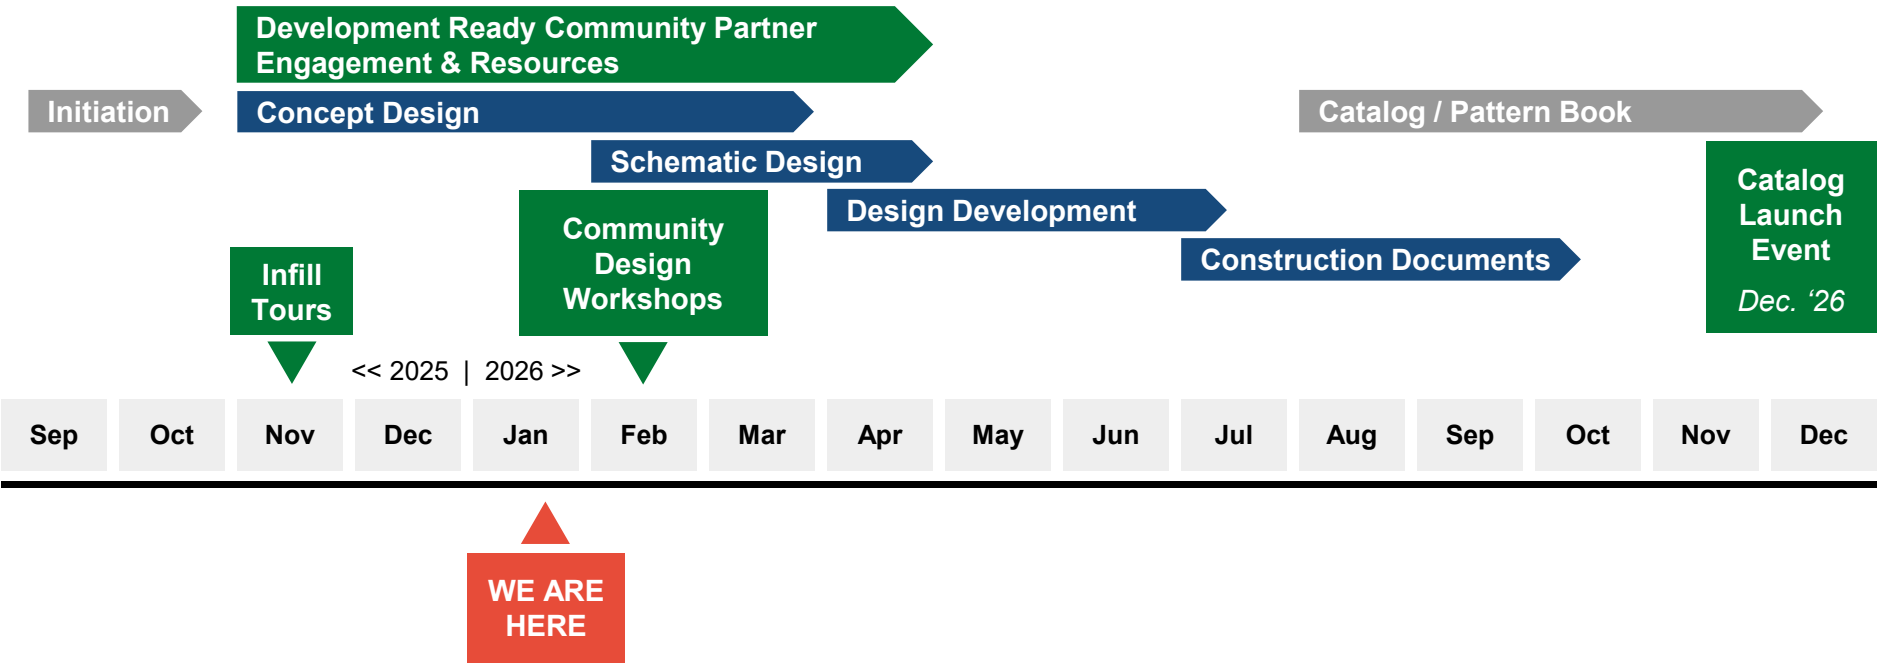 Development Ready Community Partner
Engagement & Resources
Initiation
Concept Design
Catalog / Pattern Book
Schematic Design
Design Development
Construction Documents
Catalog
Launch
Event
Dec. ‘26
Community
Design
Workshops
Infill
Tours
<< 2025 | 2026 >>
Sep Oct Nov Dec Jan Feb Mar Apr May Jun Jul Aug Sep Oct Nov Dec
WE ARE
HERE